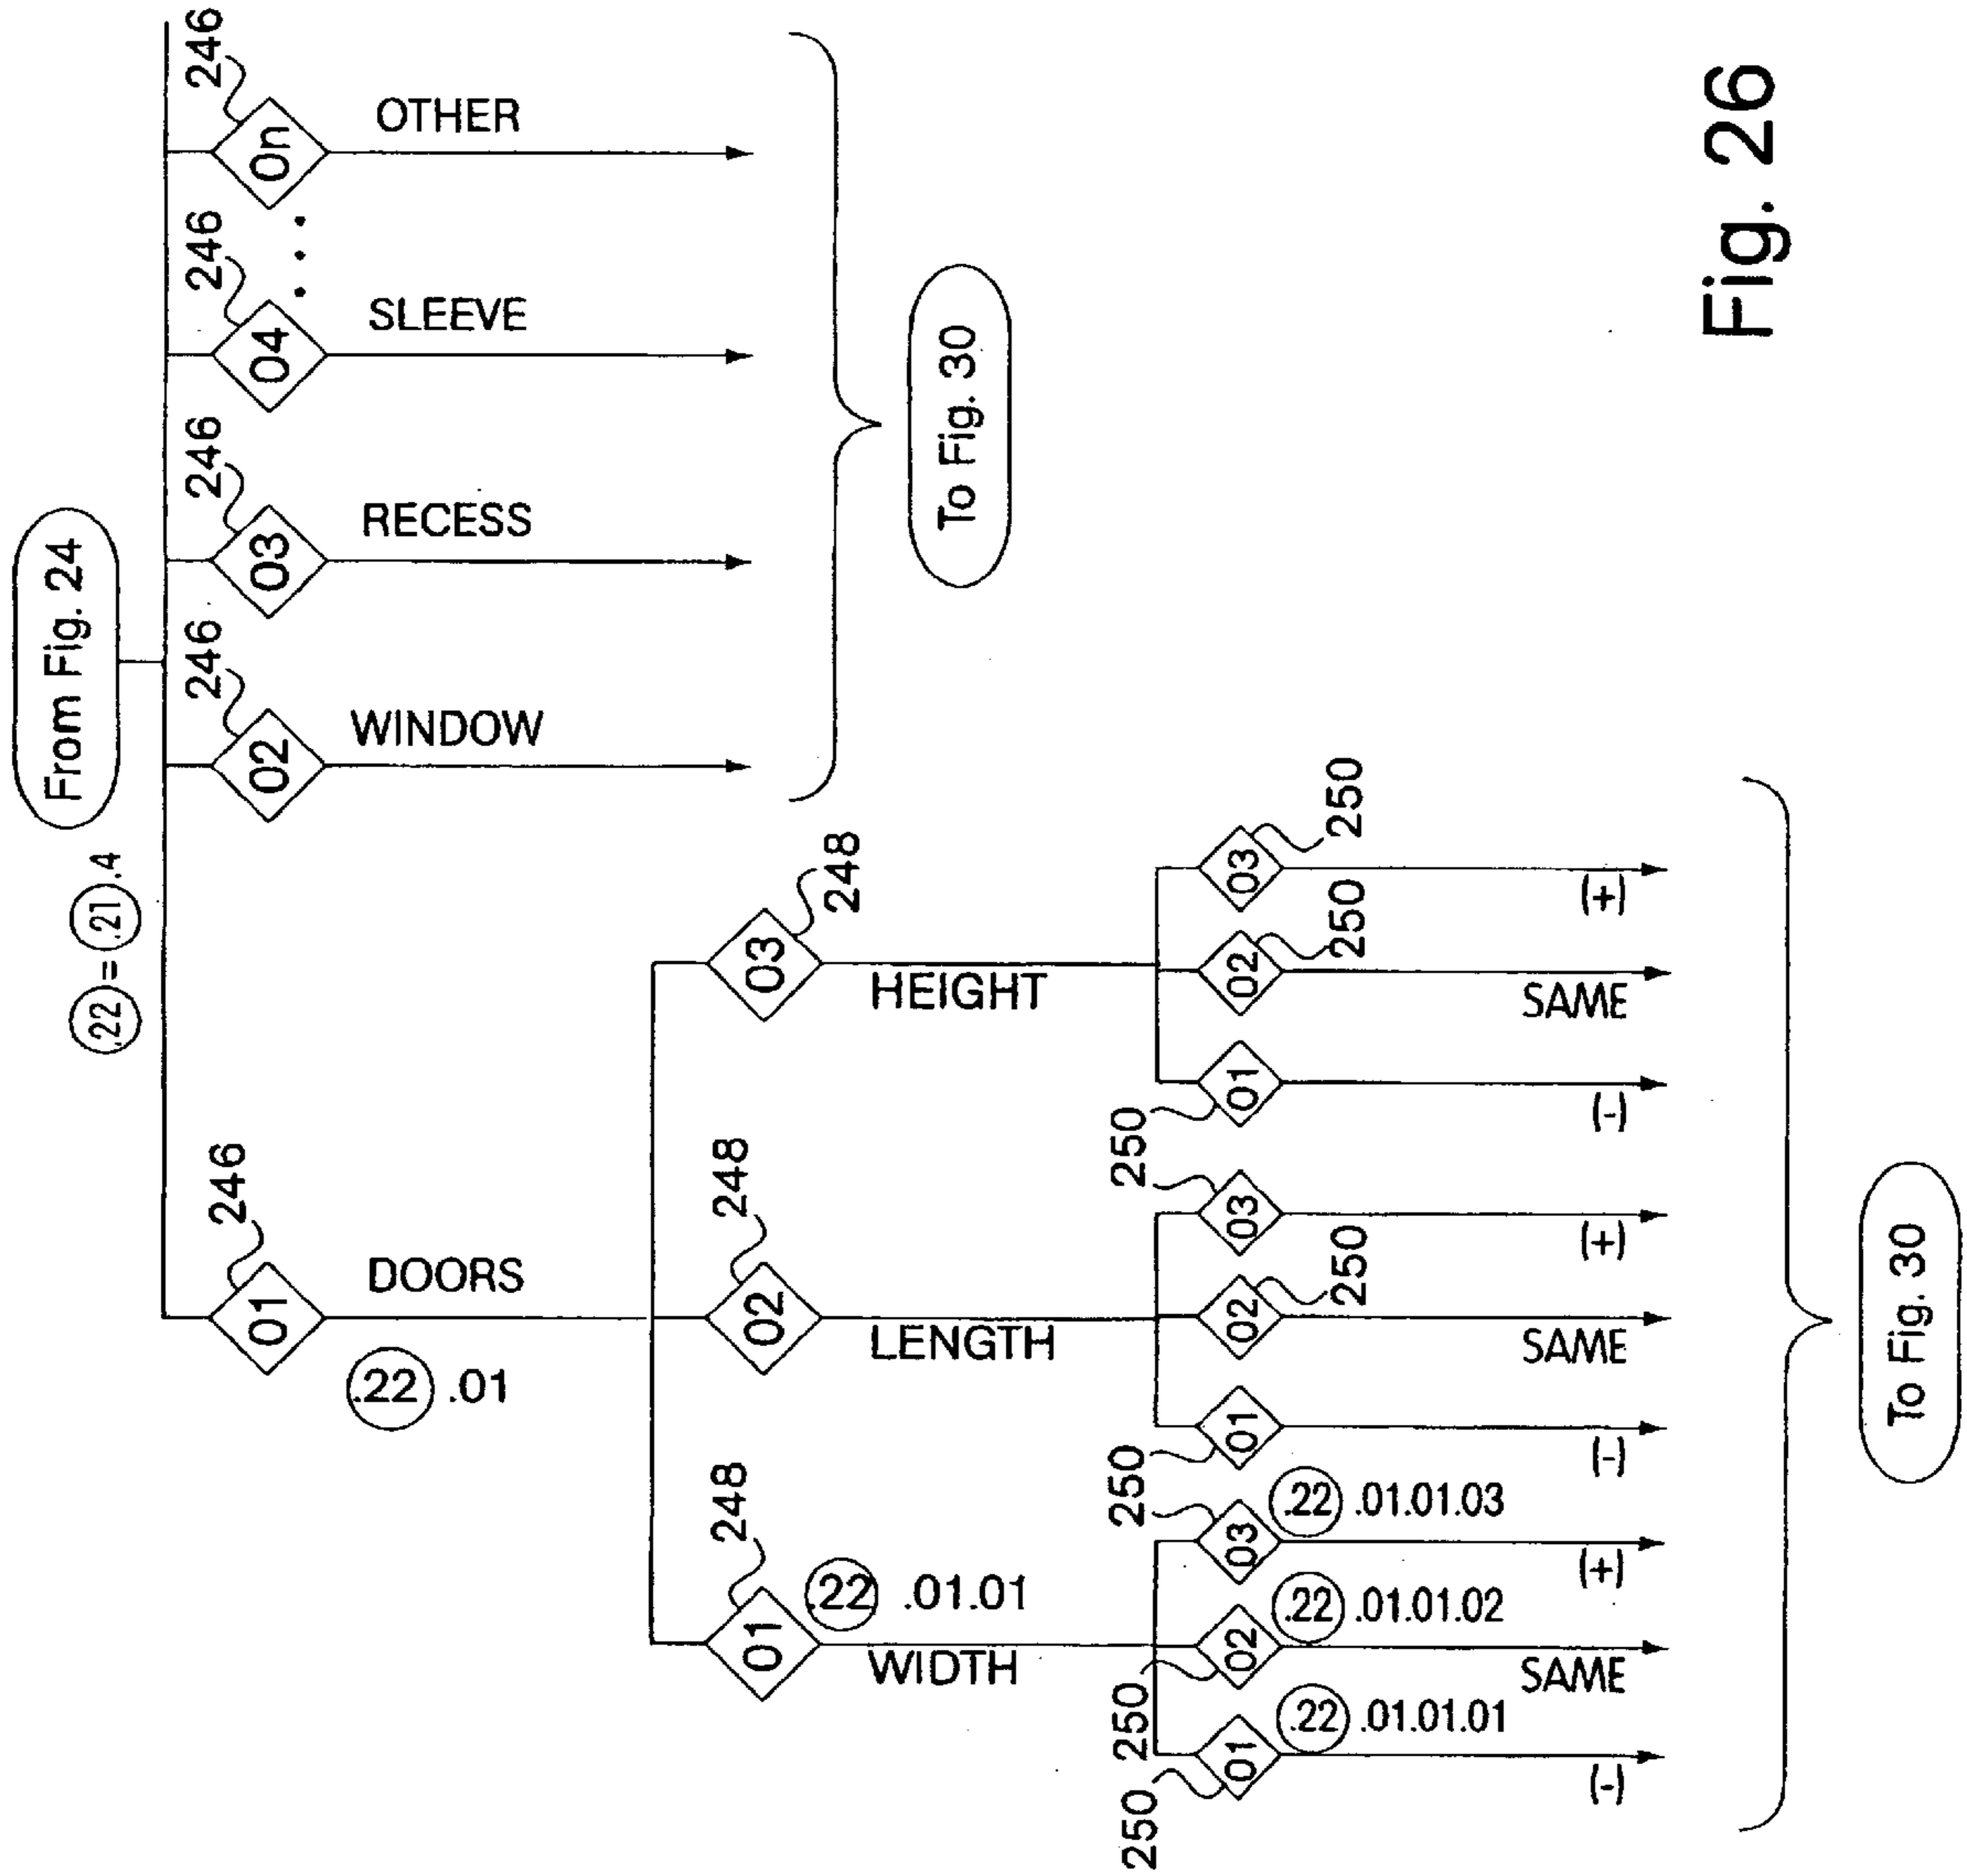 From Fig. 24
.22 = .21 .4
246 246 246 246 246
01 02 03 04 . . . 0n
DOORS WINDOW RECESS SLEEVE OTHER
.22 .01
To Fig. 30
248 248 248
01 02 03
.22 .01.01
WIDTH LENGTH HEIGHT
250 250 250 250 250 250 250 250 250
01 02 03 01 02 03 01 02 03
.22 .01.01.01
.22 .01.01.02
.22 .01.01.03
(-) SAME (+) (-) SAME (+) (-) SAME (+)
To Fig. 30
Fig. 26